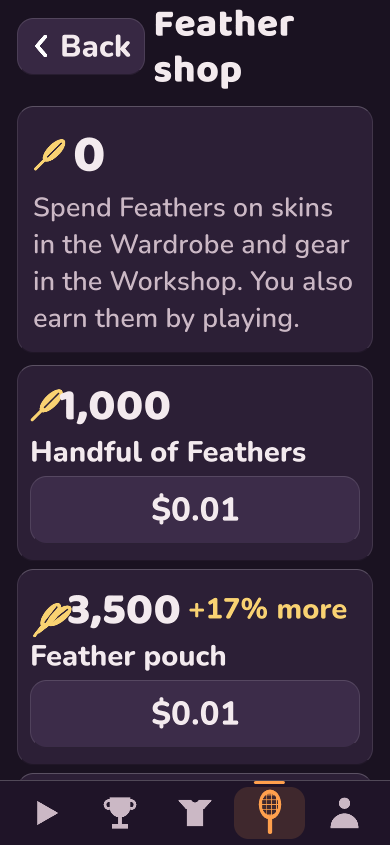 Back
Feather
shop
0
Spend Feathers on skins
in the Wardrobe and gear
in the Workshop. You also
earn them by playing.
1,000
Handful of Feathers
$0.01
3,500 +17% more
Feather pouch
$0.01